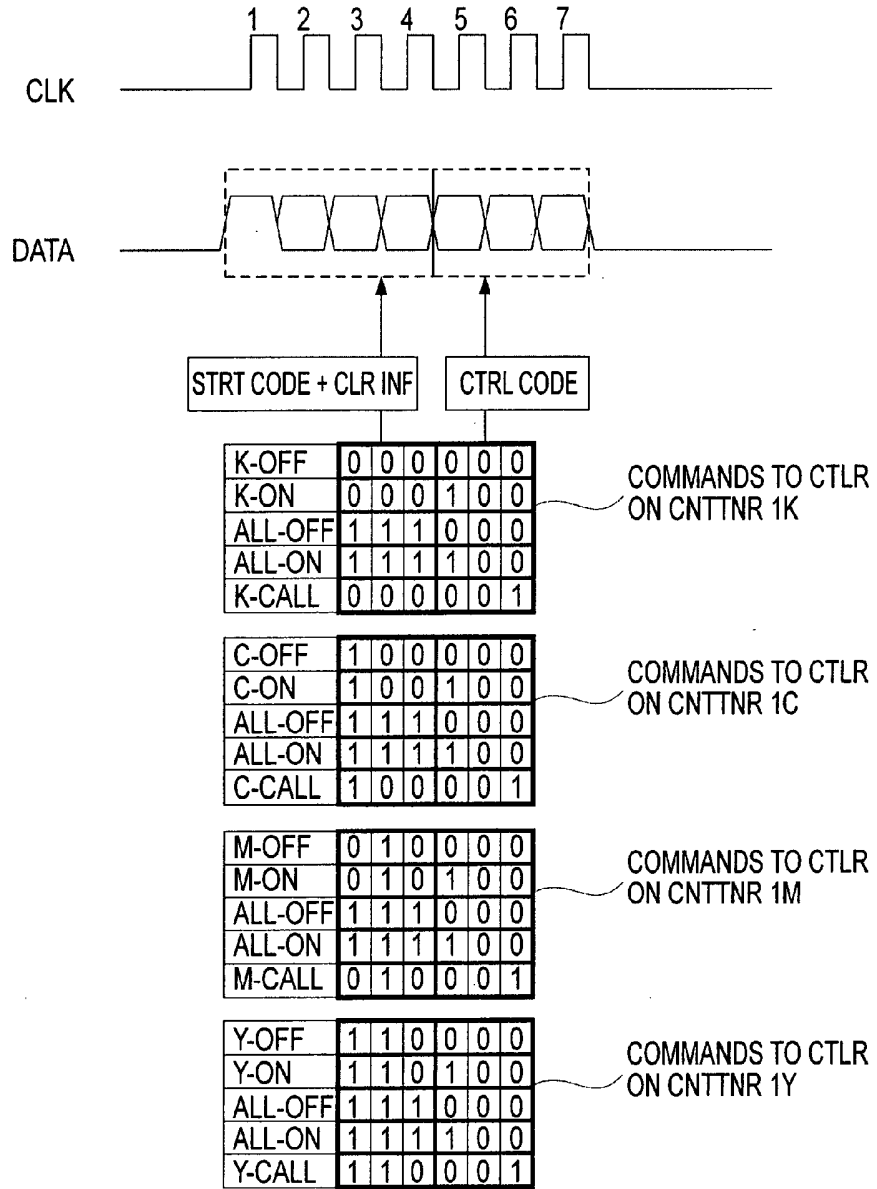 1 2 3 4 5 6 7
CLK
DATA
STRT CODE + CLR INF
CTRL CODE
K-OFF 0 0 0 0 0 0
K-ON 0 0 0 1 0 0
ALL-OFF 1 1 1 0 0 0
ALL-ON 1 1 1 1 0 0
K-CALL 0 0 0 0 0 1
COMMANDS TO CTLR
ON CNTTNR 1K
C-OFF 1 0 0 0 0 0
C-ON 1 0 0 1 0 0
ALL-OFF 1 1 1 0 0 0
ALL-ON 1 1 1 1 0 0
C-CALL 1 0 0 0 0 1
COMMANDS TO CTLR
ON CNTTNR 1C
M-OFF 0 1 0 0 0 0
M-ON 0 1 0 1 0 0
ALL-OFF 1 1 1 0 0 0
ALL-ON 1 1 1 1 0 0
M-CALL 0 1 0 0 0 1
COMMANDS TO CTLR
ON CNTTNR 1M
Y-OFF 1 1 0 0 0 0
Y-ON 1 1 0 1 0 0
ALL-OFF 1 1 1 0 0 0
ALL-ON 1 1 1 1 0 0
Y-CALL 1 1 0 0 0 1
COMMANDS TO CTLR
ON CNTTNR 1Y